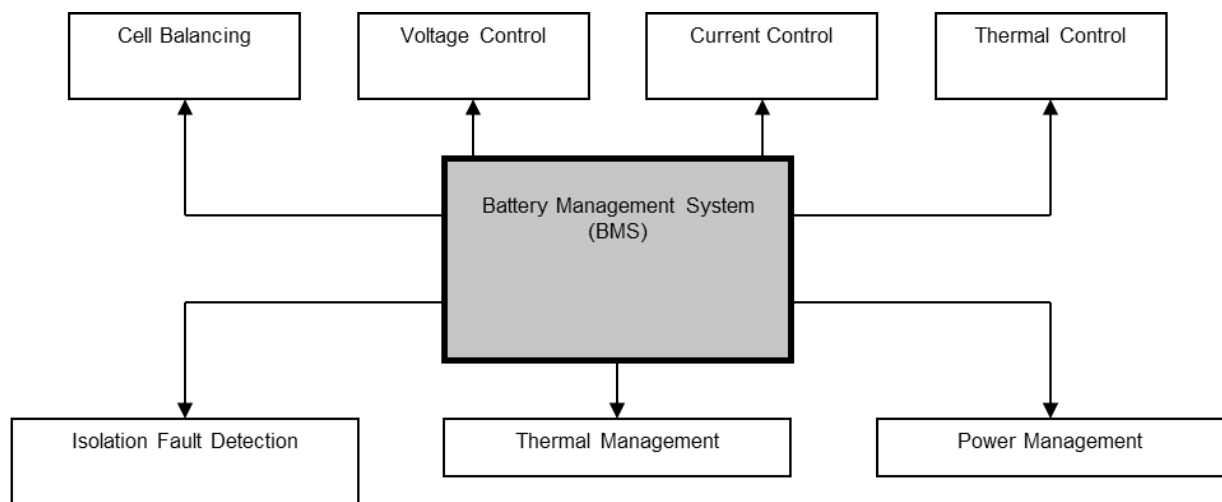 Cell Balancing
Voltage Control
Current Control
Thermal Control
Battery Management System
(BMS)
Isolation Fault Detection
Thermal Management
Power Management